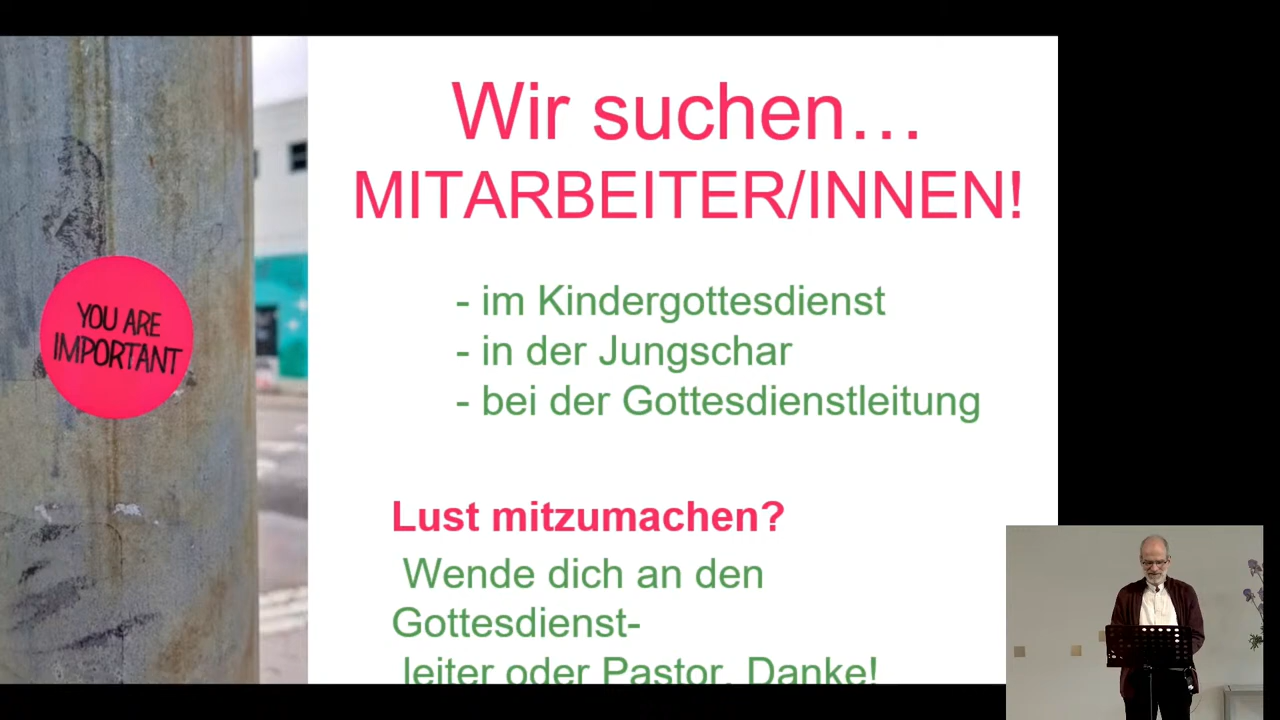 YOU ARE
IMPORTANT
Wir suchen…
MITARBEITER/INNEN!
- im Kindergottesdienst
- in der Jungschar
- bei der Gottesdienstleitung
Lust mitzumachen?
Wende dich an den
Gottesdienst-
leiter oder Pastor. Danke!